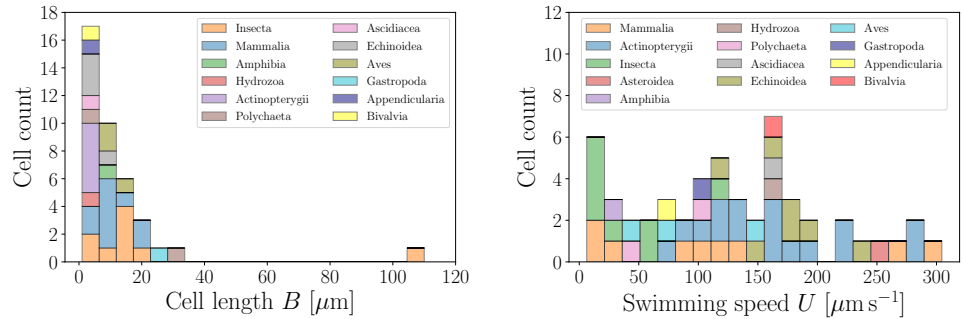 18
16
14
12
10
8
6
4
2
0
Cell count
Insecta
Mammalia
Amphibia
Hydrozoa
Actinopterygii
Polychaeta
Ascidiacea
Echinoidea
Aves
Gastropoda
Appendicularia
Bivalvia
0 20 40 60 80 100 120
Cell length B [μm]
12
10
8
6
4
2
0
Cell count
Mammalia
Actinopterygii
Insecta
Asteroidea
Amphibia
Hydrozoa
Polychaeta
Ascidiacea
Echinoidea
Aves
Gastropoda
Appendicularia
Bivalvia
0 50 100 150 200 250 300
Swimming speed U [μm s⁻¹]